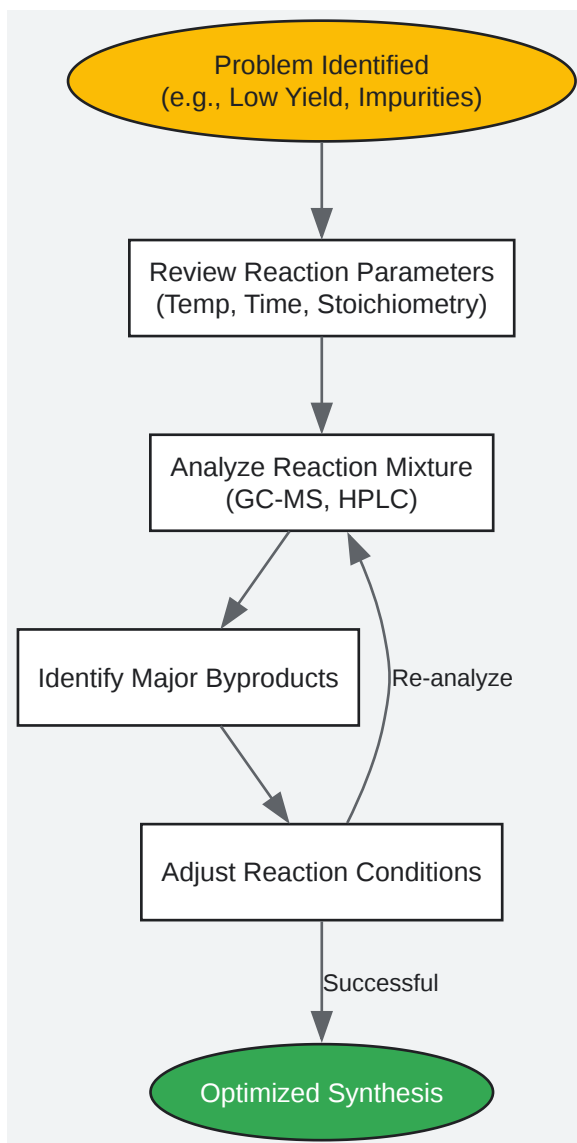 Problem Identified
(e.g., Low Yield, Impurities)
Review Reaction Parameters
(Temp, Time, Stoichiometry)
Analyze Reaction Mixture
(GC-MS, HPLC)
Identify Major Byproducts
Re-analyze
Adjust Reaction Conditions
Successful
Optimized Synthesis